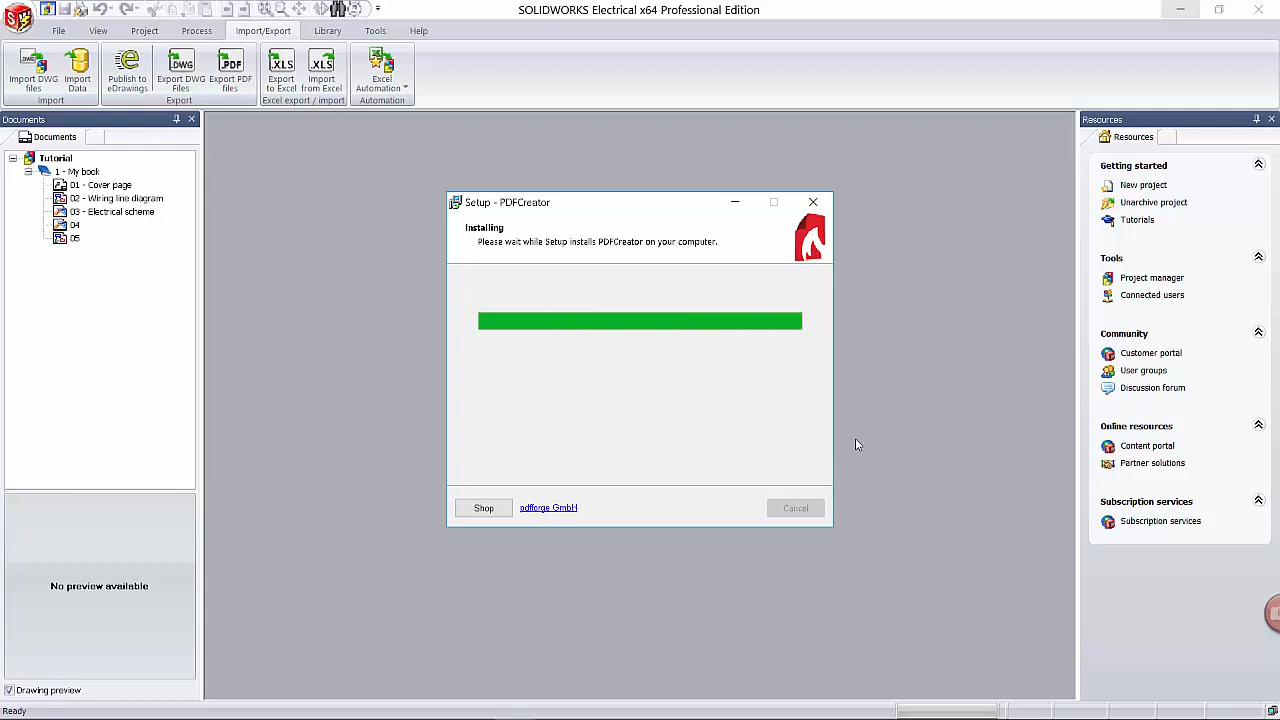 SOLIDWORKS Electrical x64 Professional Edition
File View Project Process Import/Export Library Tools Help
Import DWG files
Import Data
Publish to eDrawings
Export DWG Files
Export PDF files
Export to Excel
Import from Excel
Excel Automation
Import
Export
Excel export / import
Automation
Documents
Documents
Tutorial
1 - My book
01 - Cover page
02 - Wiring line diagram
03 - Electrical scheme
04
05
No preview available
Drawing preview
Ready
Setup - PDFCreator
Installing
Please wait while Setup installs PDFCreator on your computer.
Shop
pdfforge GmbH
Cancel
Resources
Resources
Getting started
New project
Unarchive project
Tutorials
Tools
Project manager
Connected users
Community
Customer portal
User groups
Discussion forum
Online resources
Content portal
Partner solutions
Subscription services
Subscription services